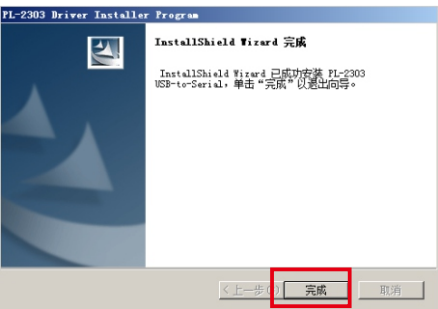 PL-2303 Driver Installer Program
InstallShield Wizard 完成
InstallShield Wizard 已成功安装 PL-2303
USB-to-Serial，单击“完成”以退出向导。
<上一步
完成
取消